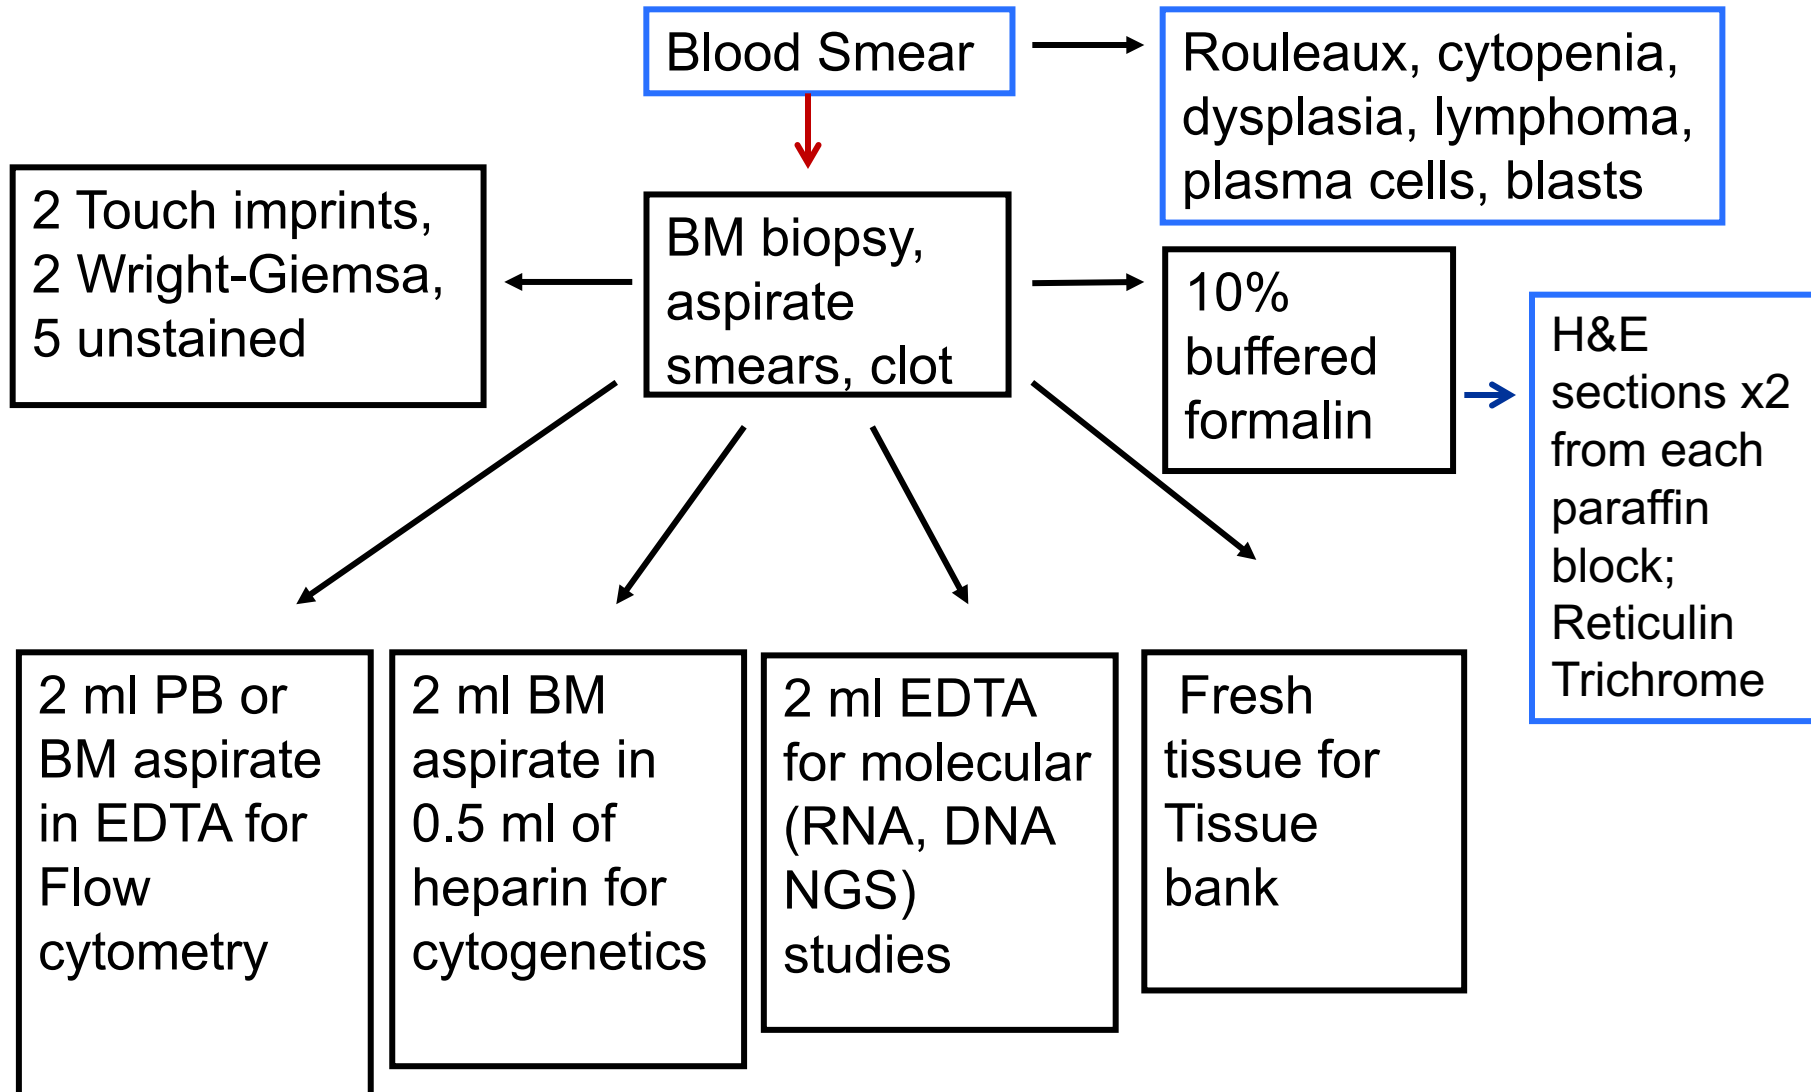 Blood Smear
Rouleaux, cytopenia,
dysplasia, lymphoma,
plasma cells, blasts
2 Touch imprints,
2 Wright-Giemsa,
5 unstained
BM biopsy,
aspirate
smears, clot
10%
buffered
formalin
H&E
sections x2
from each
paraffin
block;
Reticulin
Trichrome
2 ml PB or
BM aspirate
in EDTA for
Flow
cytometry
2 ml BM
aspirate in
0.5 ml of
heparin for
cytogenetics
2 ml EDTA
for molecular
(RNA, DNA
NGS)
studies
Fresh
tissue for
Tissue
bank